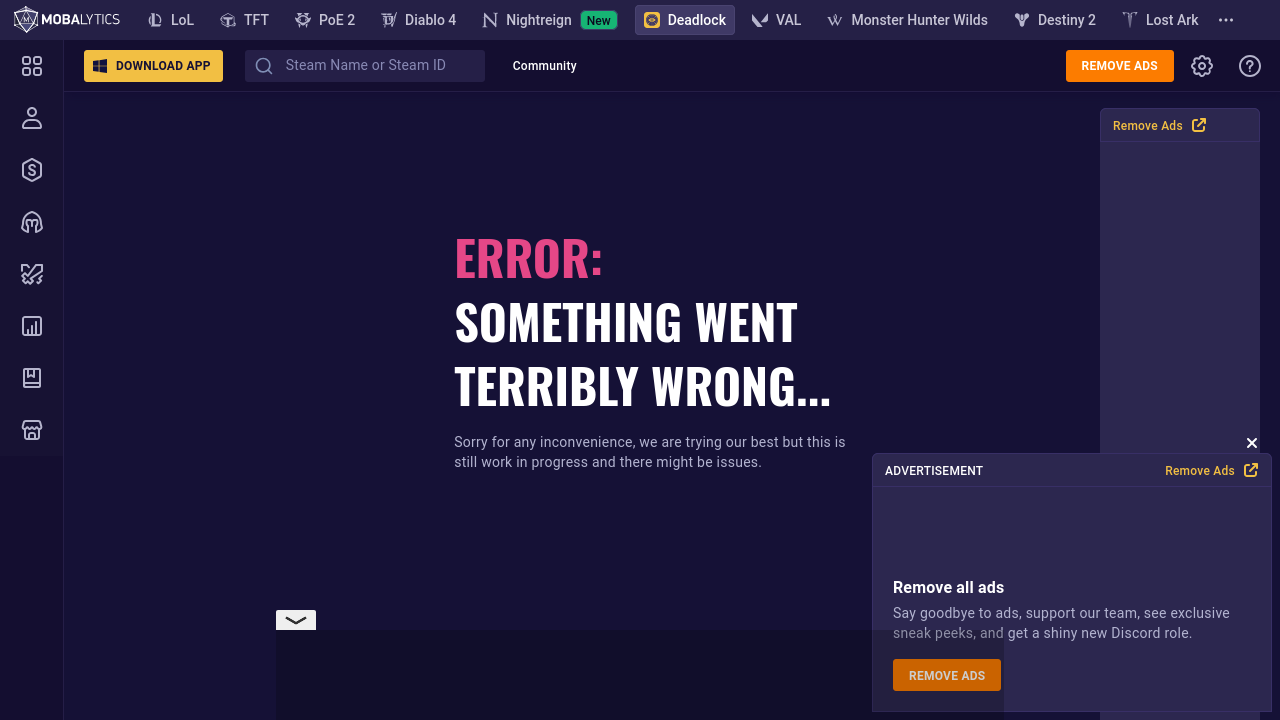 MOBALYTICS
LoL
TFT
PoE 2
Diablo 4
Nightreign New
Deadlock
VAL
Monster Hunter Wilds
Destiny 2
Lost Ark
DOWNLOAD APP
Steam Name or Steam ID
Community
REMOVE ADS
Remove Ads
ERROR:
SOMETHING WENT
TERRIBLY WRONG...
Sorry for any inconvenience, we are trying our best but this is
still work in progress and there might be issues.
ADVERTISEMENT
Remove Ads
Remove all ads
Say goodbye to ads, support our team, see exclusive
sneak peeks, and get a shiny new Discord role.
REMOVE ADS